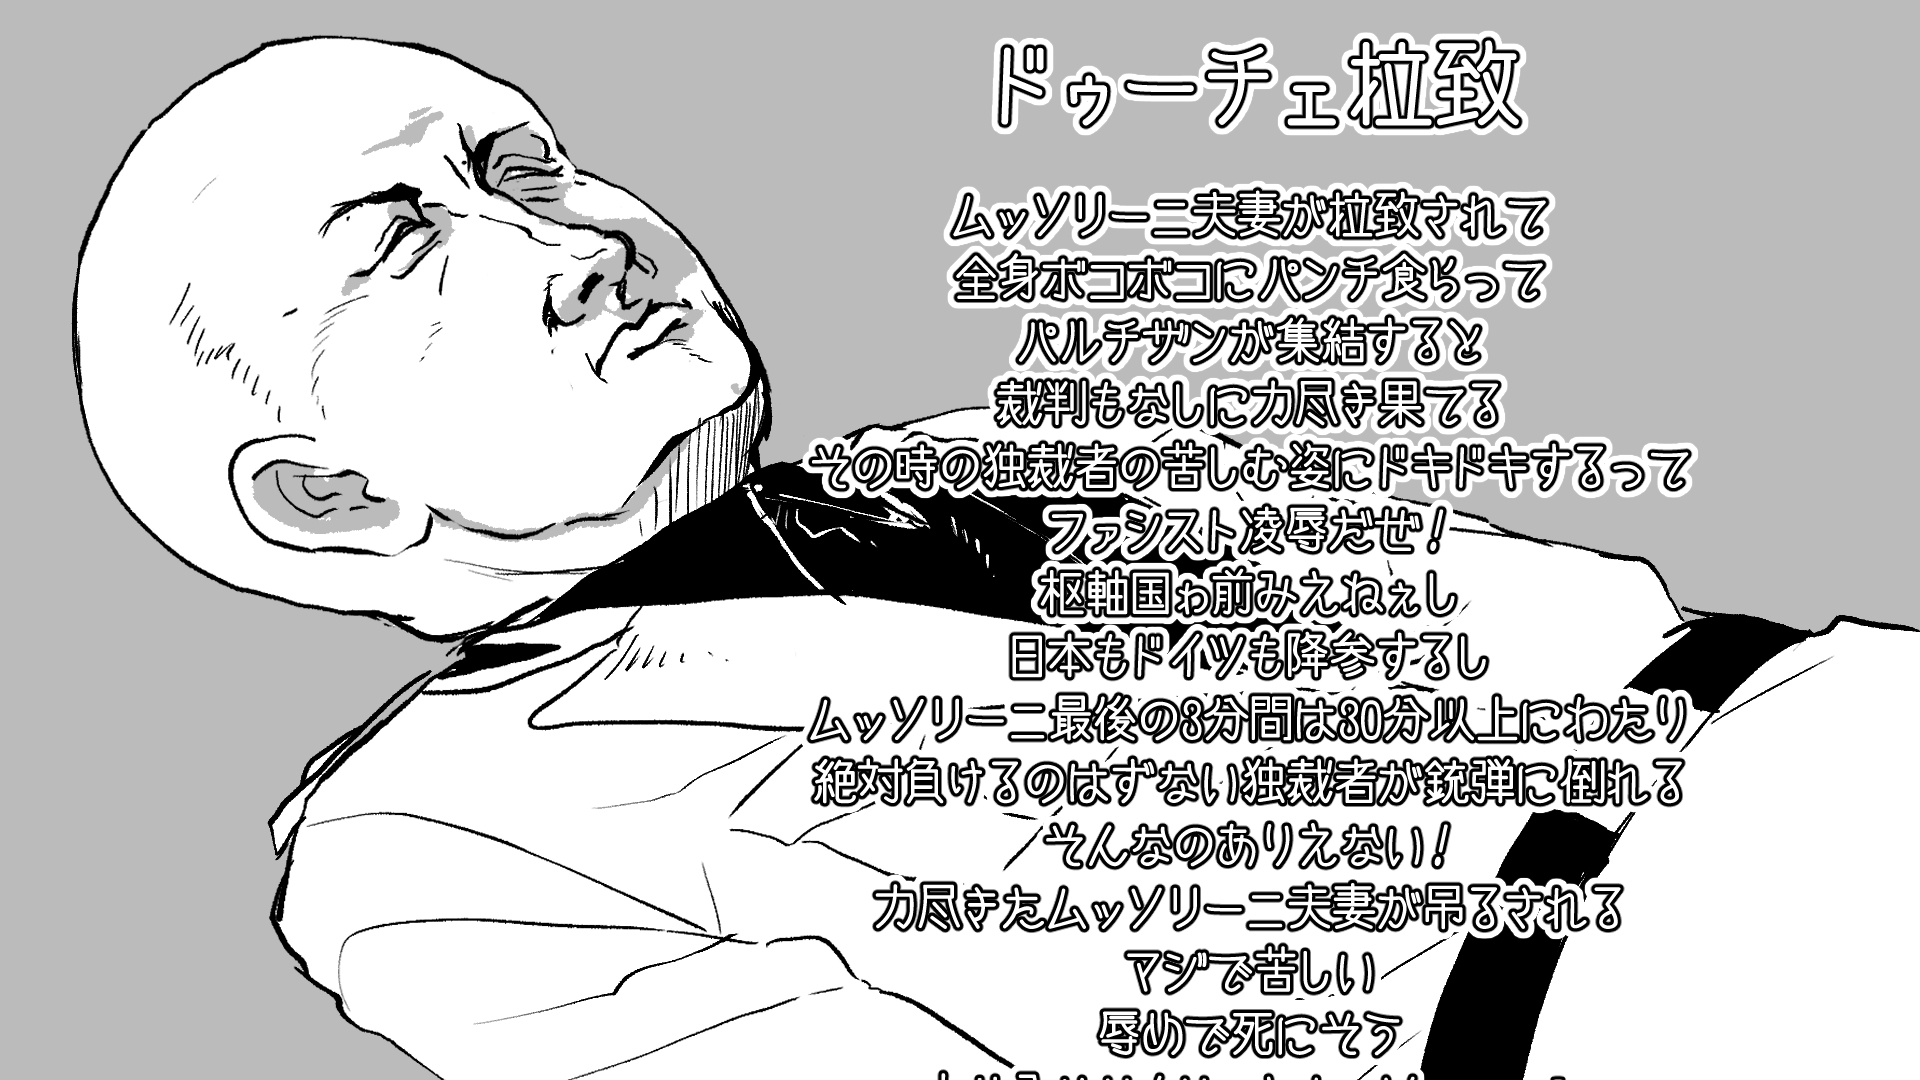 ドゥーチェ拉致
ムッソリーニ夫妻が拉致されて
全身ボコボコにパンチ食らって
パルチザンが集結すると
裁判もなしに力尽き果てる
その時の独裁者の苦しむ姿にドキドキするって
ファシスト凌辱だぜ!
枢軸国ゎ前みえねぇし
日本もドイツも降参するし
ムッソリーニ最後の3分間は30分以上にわたり
絶対負けるのはずない独裁者が銃弾に倒れる
そんなのありえない!
力尽きたムッソリーニ夫妻が吊るされる
マジで苦しい
辱めで死にそう